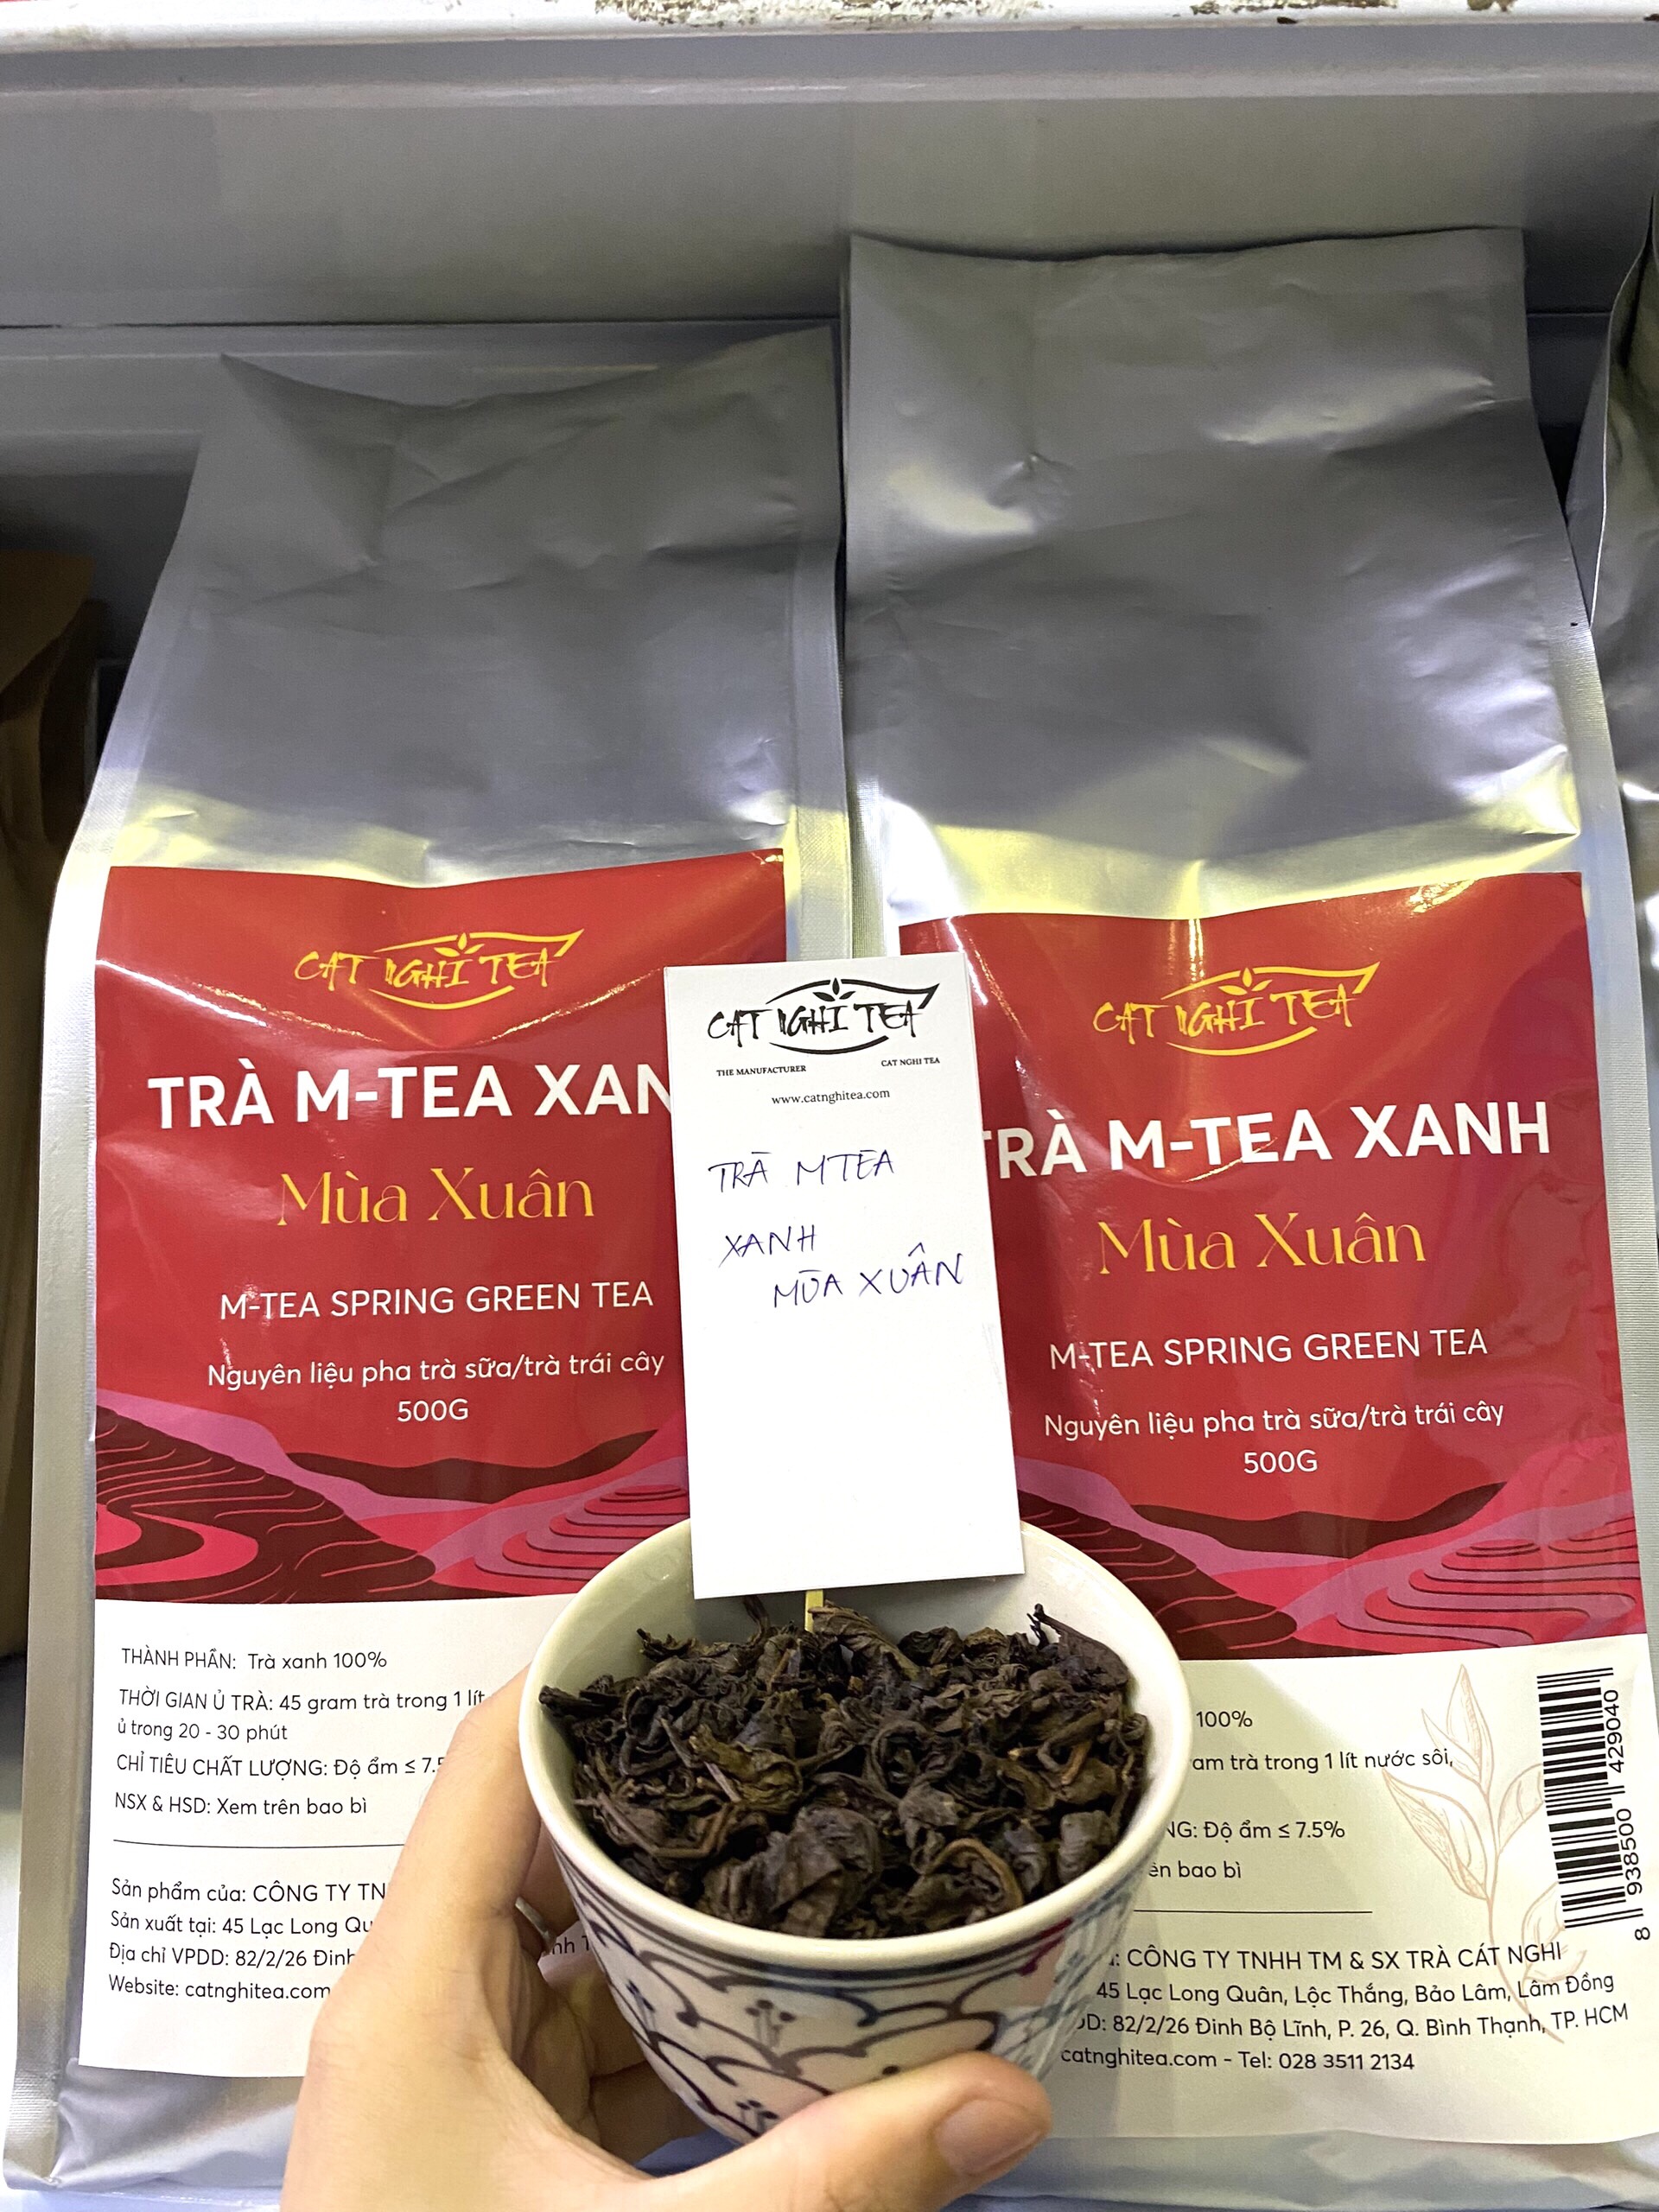 CAT NGHI TEA
TRÀ M-TEA
Mùa Xuân
M-TEA SPRING GREEN TEA
Nguyên liệu pha trà sữa/trà trái cây
500G
THÀNH PHẦN: Trà xanh 100%
THỜI GIAN Ủ TRÀ: 45 gram trà trong 1 lít
ủ trong 20 - 30 phút
CHỈ TIÊU CHẤT LƯỢNG: Độ ẩm ≤
NSX & HSD: Xem trên bao bì
Sản phẩm của: CÔNG TY
Sản xuất tại: 45 Lạc Long
Địa chỉ VPDD: 82/2/26 Đinh
Website: catnghitea.com
CAT NGHI TEA
THE MANUFACTURER CAT NGHI TEA
www.catnghitea.com
TRÀ MTEA
XANH
MÙA XUÂN
CAT NGHI TEA
TRÀ M-TEA XANH
Mùa Xuân
M-TEA SPRING GREEN TEA
Nguyên liệu pha trà sữa/trà trái cây
500G
100%
trà trong 1 lít nước sôi,
Độ ẩm ≤ 7.5%
bao bì
CÔNG TY TNHH TM & SX TRÀ CÁT NGHI
45 Lạc Long Quân, Lộc Thắng, Bảo Lâm, Lâm Đồng
82/2/26 Đinh Bộ Lĩnh, P. 26, Q. Bình Thạnh, TP. HCM
catnghitea.com - Tel: 028 3511 2134
8 938500 429040